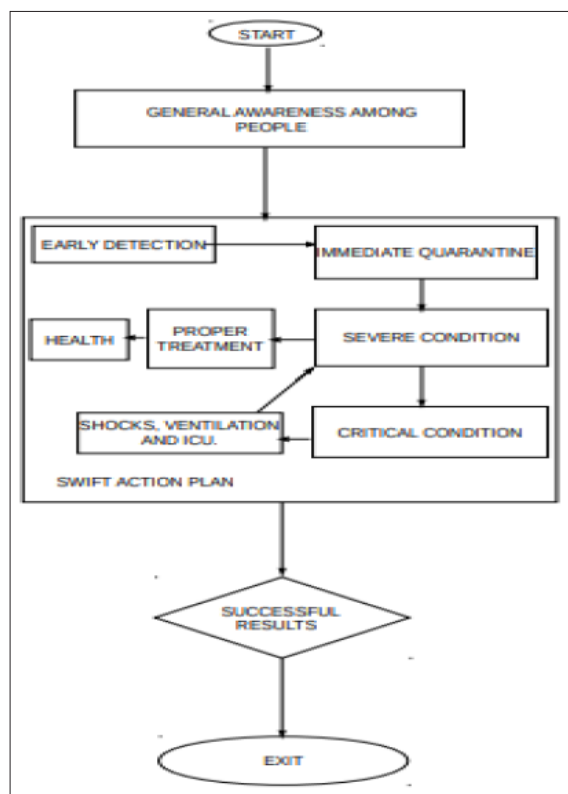 START
GENERAL AWARENESS AMONG
PEOPLE
EARLY DETECTION
IMMEDIATE QUARANTINE
HEALTH
PROPER
TREATMENT
SEVERE CONDITION
SHOCKS, VENTILATION
AND ICU.
CRITICAL CONDITION
SWIFT ACTION PLAN
SUCCESSFUL
RESULTS
EXIT